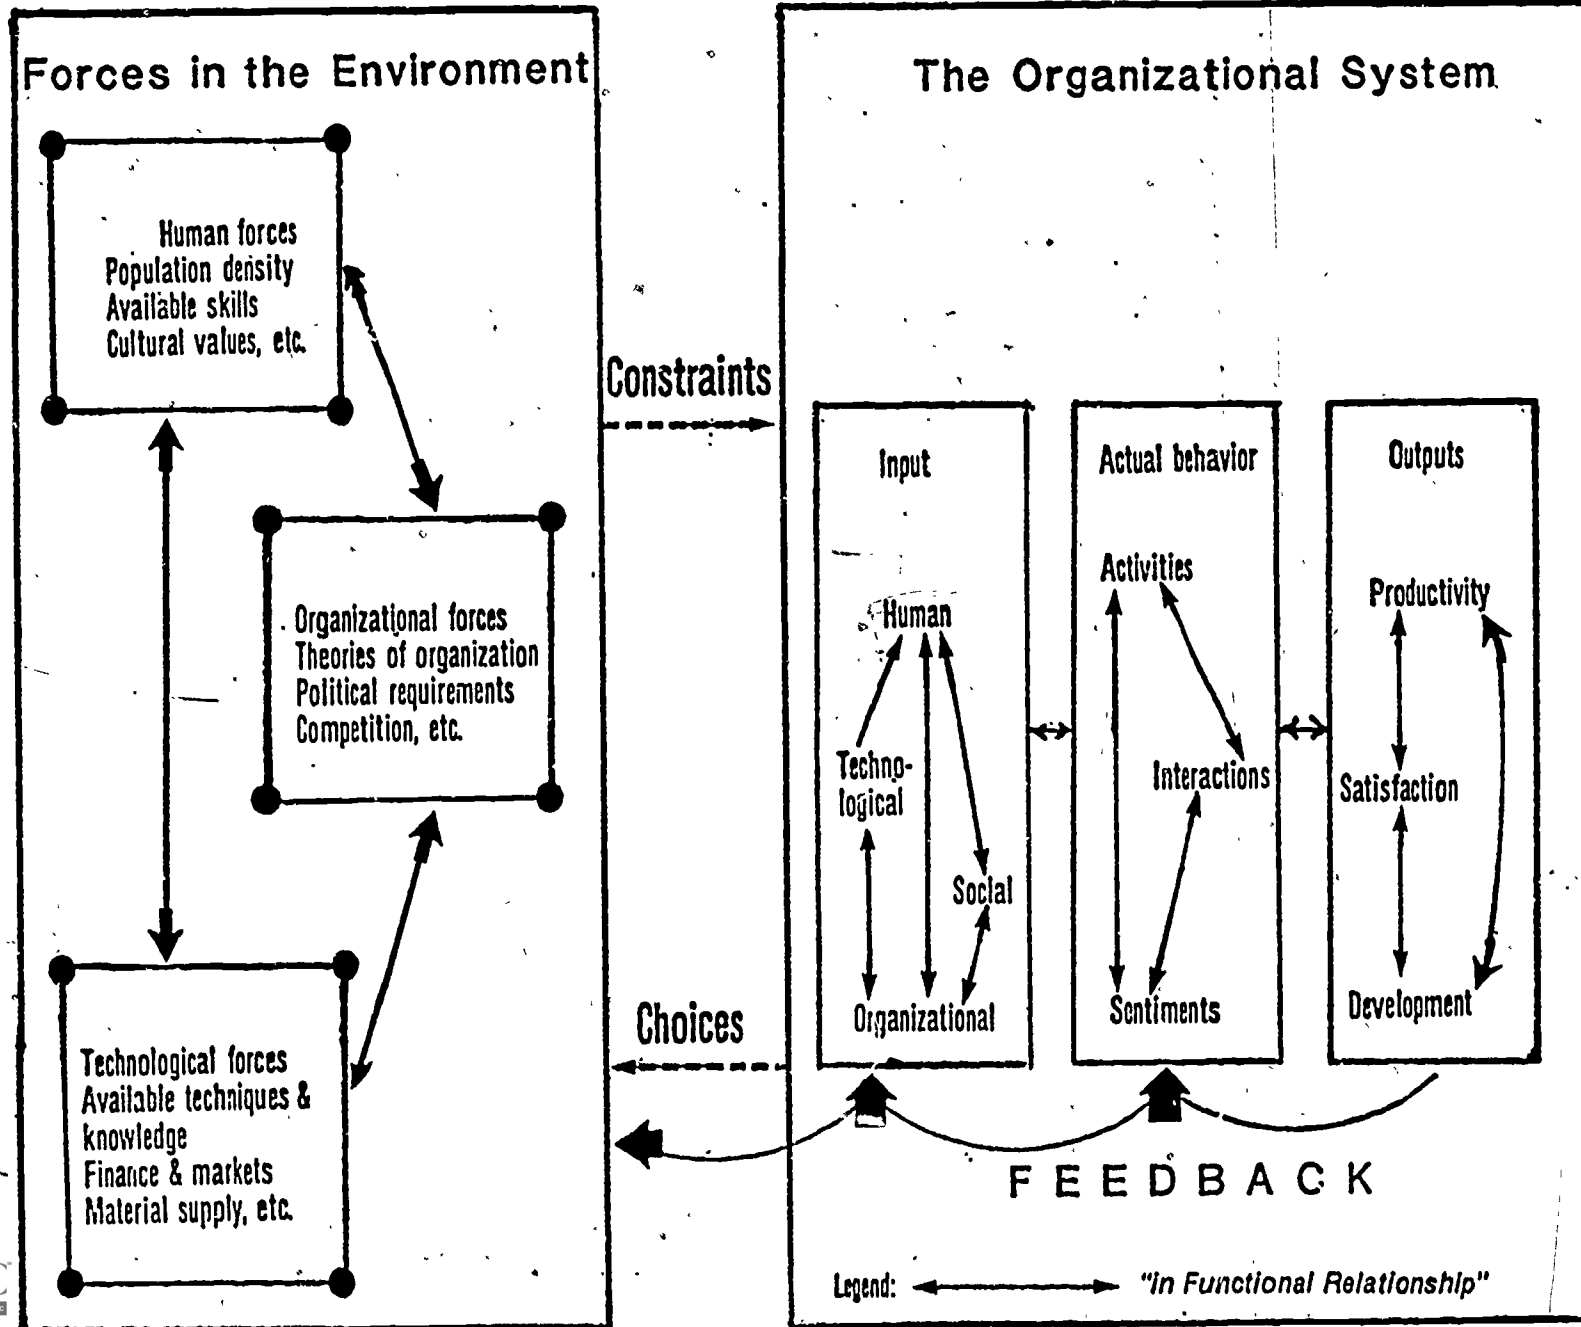 Forces in the Environment
Human forces
Population density
Available skills
Cultural values, etc.
Organizational forces
Theories of organization
Political requirements
Competition, etc.
Technological forces
Available techniques &
knowledge
Finance & markets
Material supply, etc.
Constraints
Choices
The Organizational System
Input
Human
Techno-
logical
Social
Organizational
Actual behavior
Activities
Interactions
Sentiments
Outputs
Productivity
Satisfaction
Development
FEEDBACK
Legend:
"in Functional Relationship"